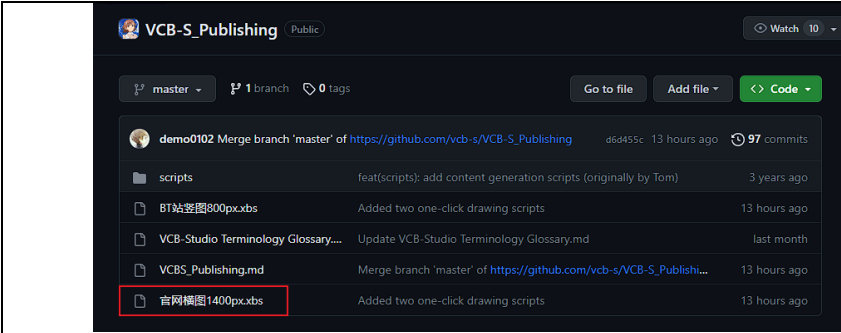 VCB-S_Publishing Public Watch 10
master 1 branch 0 tags Go to file Add file Code
demo0102 Merge branch 'master' of https://github.com/vcb-s/VCB-S_Publishing d6d455c 13 hours ago 97 commits
scripts feat(scripts): add content generation scripts (originally by Tom) 3 years ago
BT站竖图800px.xbs Added two one-click drawing scripts 13 hours ago
VCB-Studio Terminology Glossary.... Update VCB-Studio Terminology Glossary.md last month
VCBS_Publishing.md Merge branch 'master' of https://github.com/vcb-s/VCB-S_Publishi... 13 hours ago
官网横图1400px.xbs Added two one-click drawing scripts 13 hours ago